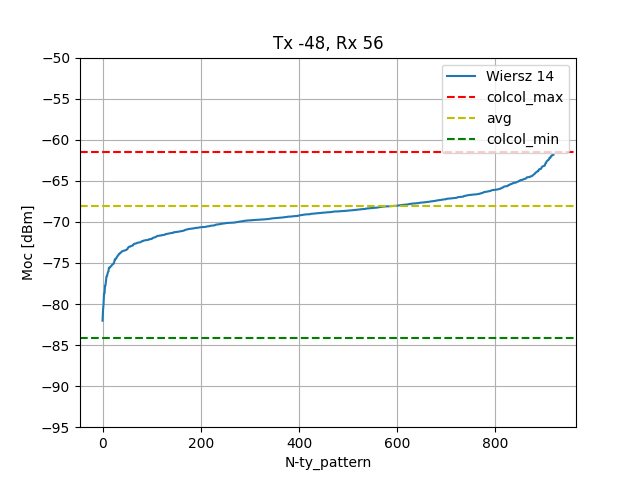 Tx -48, Rx 56
Wiersz 14
colcol_max
avg
colcol_min
−50
−55
−60
−65
−70
−75
−80
−85
−90
−95
Moc [dBm]
0 200 400 600 800
N-ty_pattern